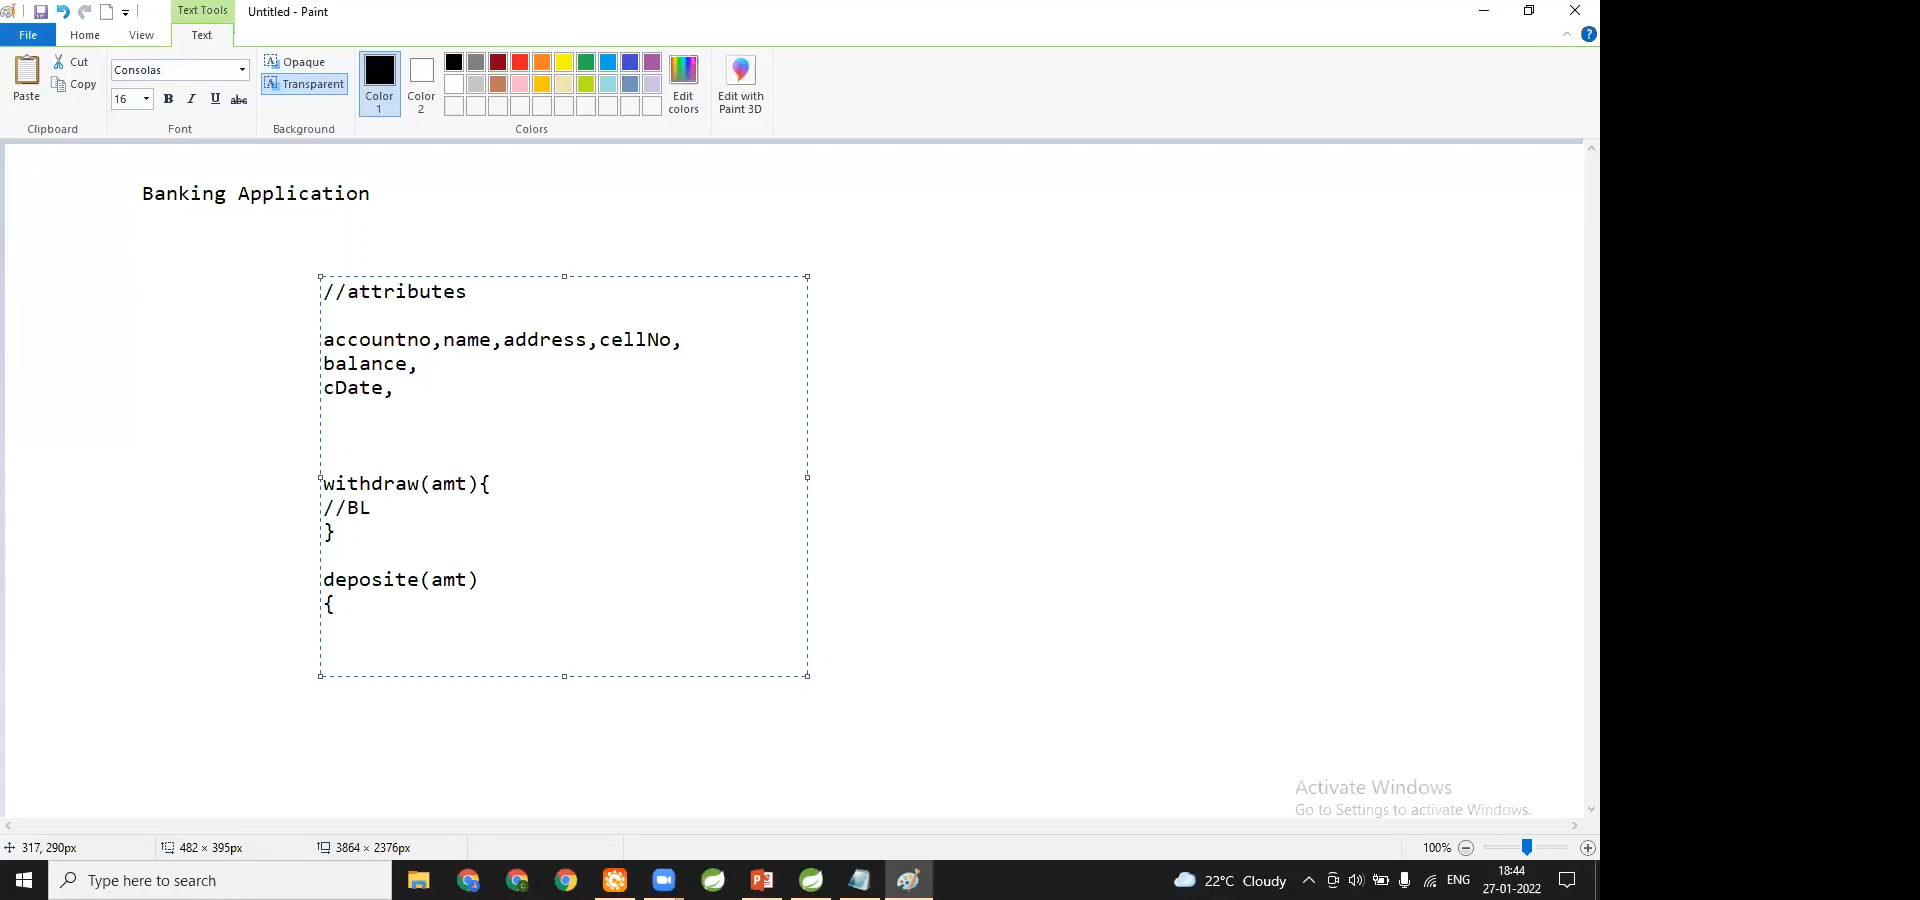 Text Tools
Untitled - Paint
File
Home
View
Text
Paste
Cut
Copy
Clipboard
Consolas
16
B I U abc
Font
Opaque
Transparent
Background
Color 1
Color 2
Edit colors
Colors
Edit with Paint 3D
Banking Application
//attributes
accountno,name,address,cellNo,
balance,
cDate,
withdraw(amt){
//BL
}
deposite(amt)
{
Activate Windows
Go to Settings to activate Windows.
317, 290px
482 × 395px
3864 × 2376px
100%
Type here to search
22°C Cloudy
ENG
18:44
27-01-2022